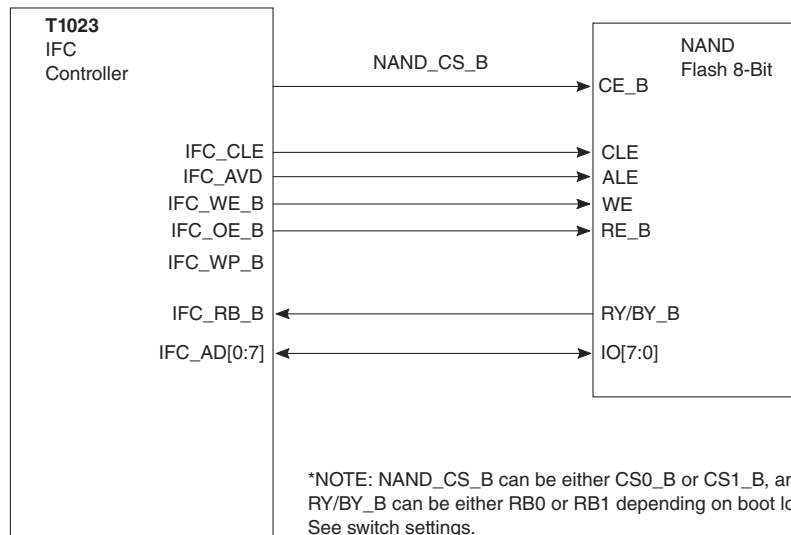 T1023
IFC
Controller
NAND_CS_B
NAND
Flash 8-Bit
CE_B
IFC_CLE
CLE
IFC_AVD
ALE
IFC_WE_B
WE
IFC_OE_B
RE_B
IFC_WP_B
IFC_RB_B
RY/BY_B
IFC_AD[0:7]
IO[7:0]
*NOTE: NAND_CS_B can be either CS0_B or CS1_B,
RY/BY_B can be either RB0 or RB1 depending on boot
See switch settings.